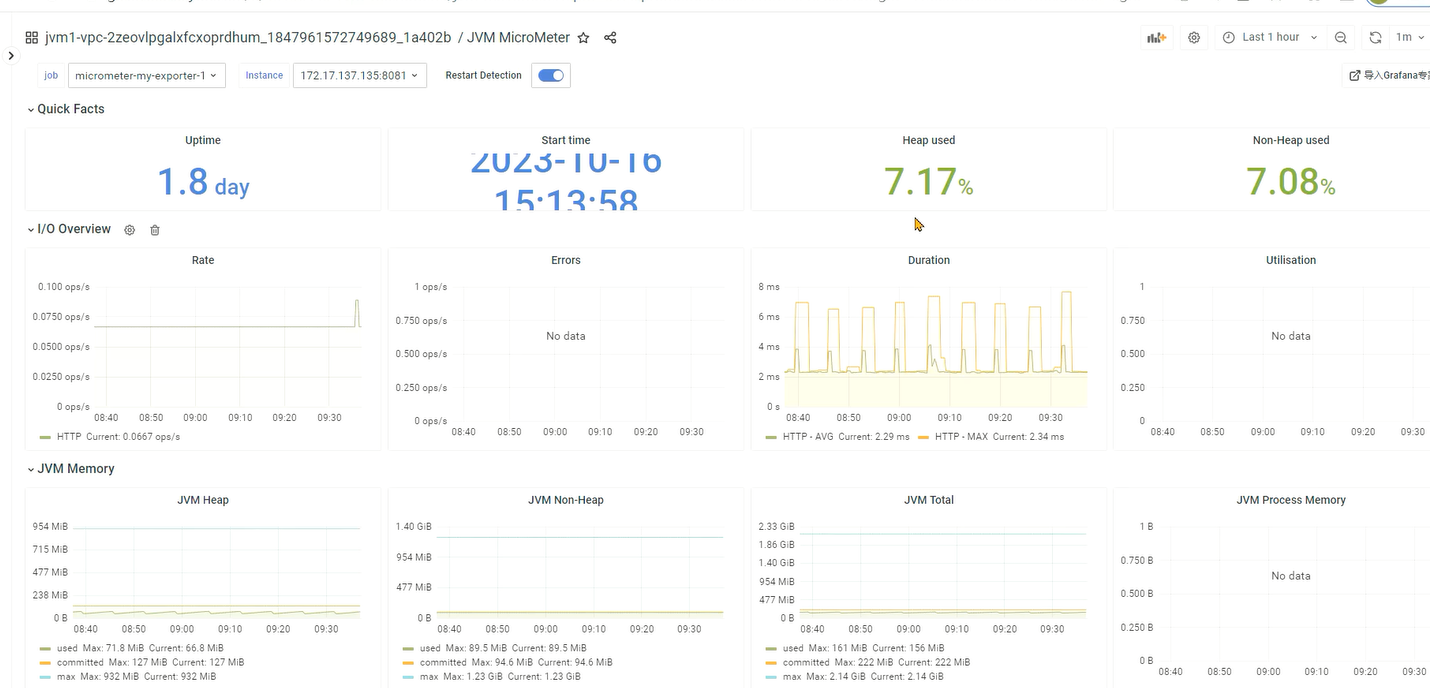 jvm1-vpc-2zeovlpgalxfcxoprdhum_1847961572749689_1a402b / JVM MicroMeter
Last 1 hour
1m
job micrometer-my-exporter-1 Instance 172.17.137.135:8081 Restart Detection
导入Grafana专
Quick Facts
Uptime
1.8 day
Start time
2023-10-16
15:13:58
Heap used
7.17%
Non-Heap used
7.08%
I/O Overview
Rate
0.100 ops/s
0.0750 ops/s
0.0500 ops/s
0.0250 ops/s
0 ops/s
08:40 08:50 09:00 09:10 09:20 09:30
HTTP Current: 0.0667 ops/s
Errors
1 ops/s
0.750 ops/s
0.500 ops/s
0.250 ops/s
0 ops/s
No data
08:40 08:50 09:00 09:10 09:20 09:30
Duration
8 ms
6 ms
4 ms
2 ms
0 s
08:40 08:50 09:00 09:10 09:20 09:30
HTTP - AVG Current: 2.29 ms HTTP - MAX Current: 2.34 ms
Utilisation
1
0.750
0.500
0.250
0
No data
08:40 08:50 09:00 09:10 09:20 09:30
JVM Memory
JVM Heap
954 MiB
715 MiB
477 MiB
238 MiB
0 B
08:40 08:50 09:00 09:10 09:20 09:30
used Max: 71.8 MiB Current: 66.8 MiB
committed Max: 127 MiB Current: 127 MiB
max Max: 932 MiB Current: 932 MiB
JVM Non-Heap
1.40 GiB
954 MiB
477 MiB
0 B
08:40 08:50 09:00 09:10 09:20 09:30
used Max: 89.5 MiB Current: 89.5 MiB
committed Max: 94.6 MiB Current: 94.6 MiB
max Max: 1.23 GiB Current: 1.23 GiB
JVM Total
2.33 GiB
1.86 GiB
1.40 GiB
954 MiB
477 MiB
0 B
08:40 08:50 09:00 09:10 09:20 09:30
used Max: 161 MiB Current: 156 MiB
committed Max: 222 MiB Current: 222 MiB
max Max: 2.14 GiB Current: 2.14 GiB
JVM Process Memory
1 B
0.750 B
0.500 B
0.250 B
0 B
No data
08:40 08:50 09:00 09:10 09:20 09:30